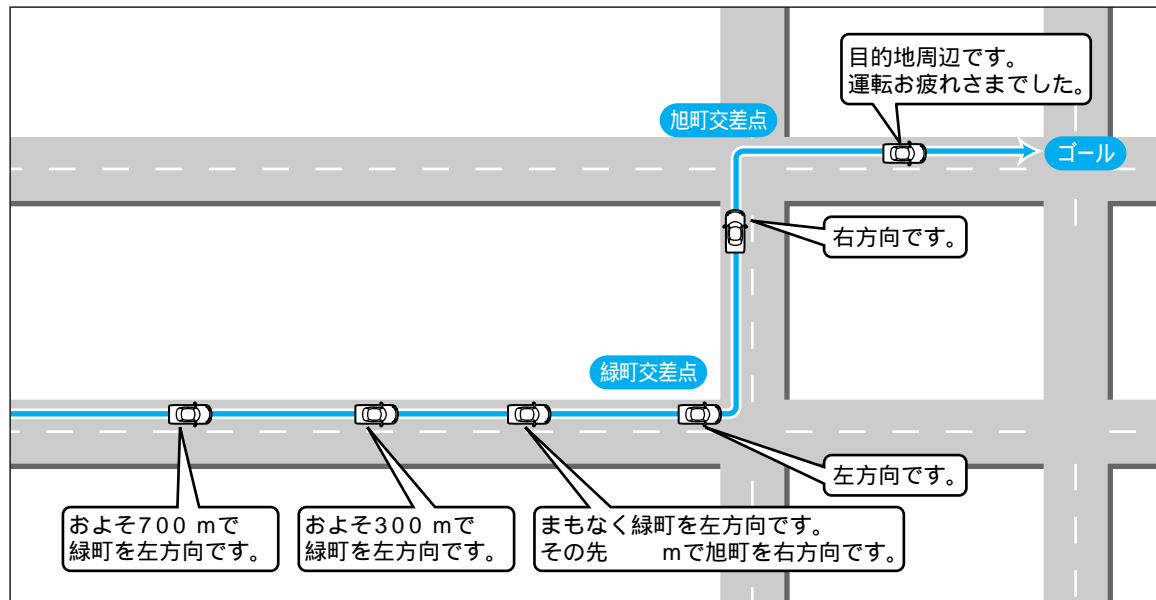 目的地周辺です。
運転お疲れさまでした。
旭町交差点
ゴール
右方向です。
緑町交差点
左方向です。
およそ700 mで
緑町を左方向です。
およそ300 mで
緑町を左方向です。
まもなく緑町を左方向です。
その先　　　mで旭町を右方向です。